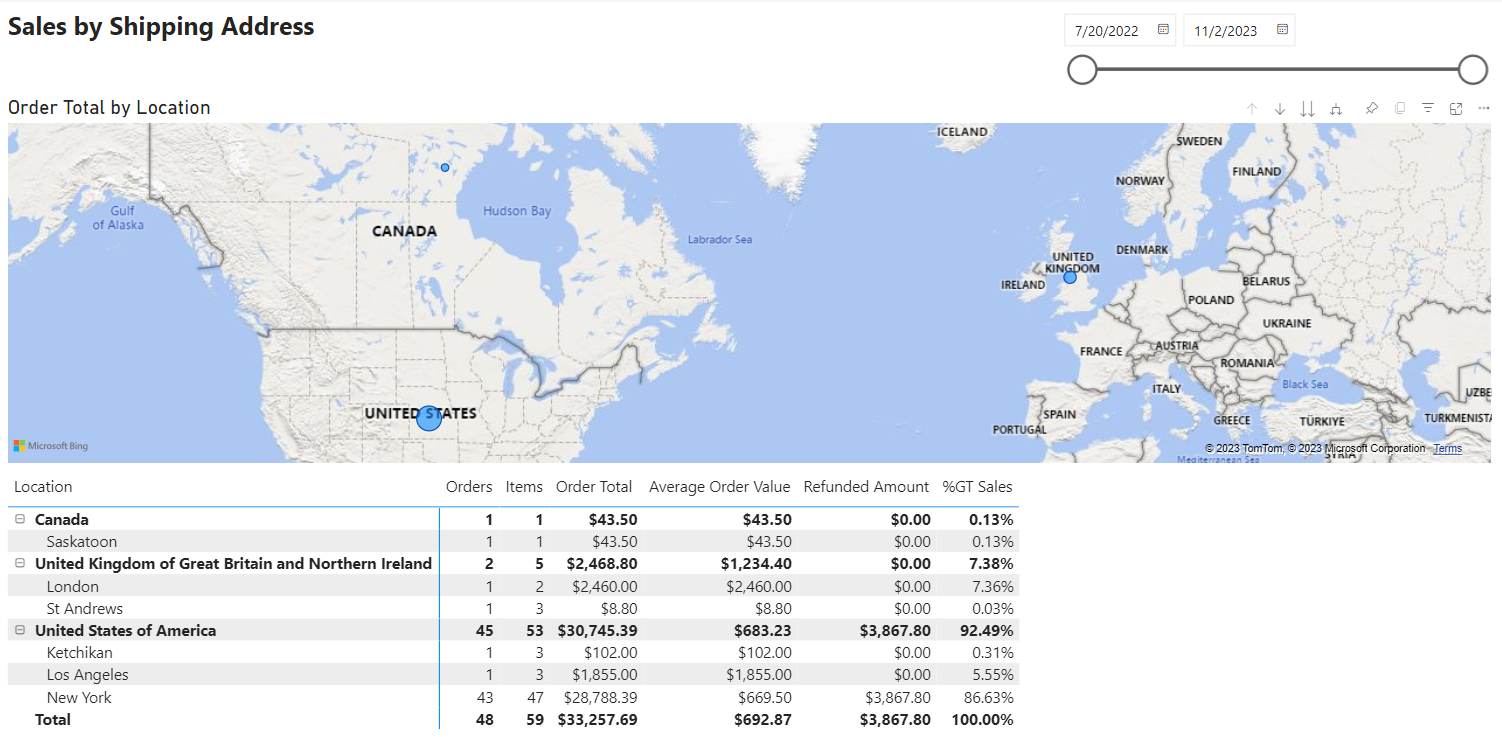 Sales by Shipping Address
7/20/2022 11/2/2023
Order Total by Location
ICELAND
SWEDEN
FINLAND
NORWAY
Gulf
of Alaska
Hudson Bay
CANADA
Labrador Sea
DENMARK
UNITED
KINGDOM
IRELAND
BELARUS
POLAND
UKRAINE
FRANCE
AUSTRIA
ROMANIA
ITALY
Black Sea
UZBE
UNITED STATES
SPAIN
PORTUGAL
GREECE
TÜRKIYE
TURKMENISTA
Microsoft Bing
© 2023 TomTom, © 2023 Microsoft Corporation Terms
Mediterranean Sea
SYRIA
Location Orders Items Order Total Average Order Value Refunded Amount %GT Sales
Canada 1 1 $43.50 $43.50 $0.00 0.13%
Saskatoon 1 1 $43.50 $43.50 $0.00 0.13%
United Kingdom of Great Britain and Northern Ireland 2 5 $2,468.80 $1,234.40 $0.00 7.38%
London 1 2 $2,460.00 $2,460.00 $0.00 7.36%
St Andrews 1 3 $8.80 $8.80 $0.00 0.03%
United States of America 45 53 $30,745.39 $683.23 $3,867.80 92.49%
Ketchikan 1 3 $102.00 $102.00 $0.00 0.31%
Los Angeles 1 3 $1,855.00 $1,855.00 $0.00 5.55%
New York 43 47 $28,788.39 $669.50 $3,867.80 86.63%
Total 48 59 $33,257.69 $692.87 $3,867.80 100.00%